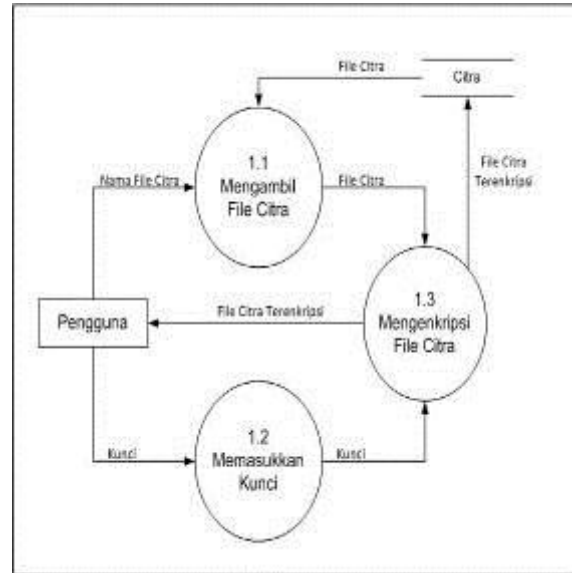 File Citra
Citra
1.1
Mengambil
File Citra
Nama File Citra
File Citra
File Citra
Terenkripsi
1.3
Mengenkripsi
File Citra
File Citra Terenkripsi
Pengguna
1.2
Memasukkan
Kunci
Kunci
Kunci